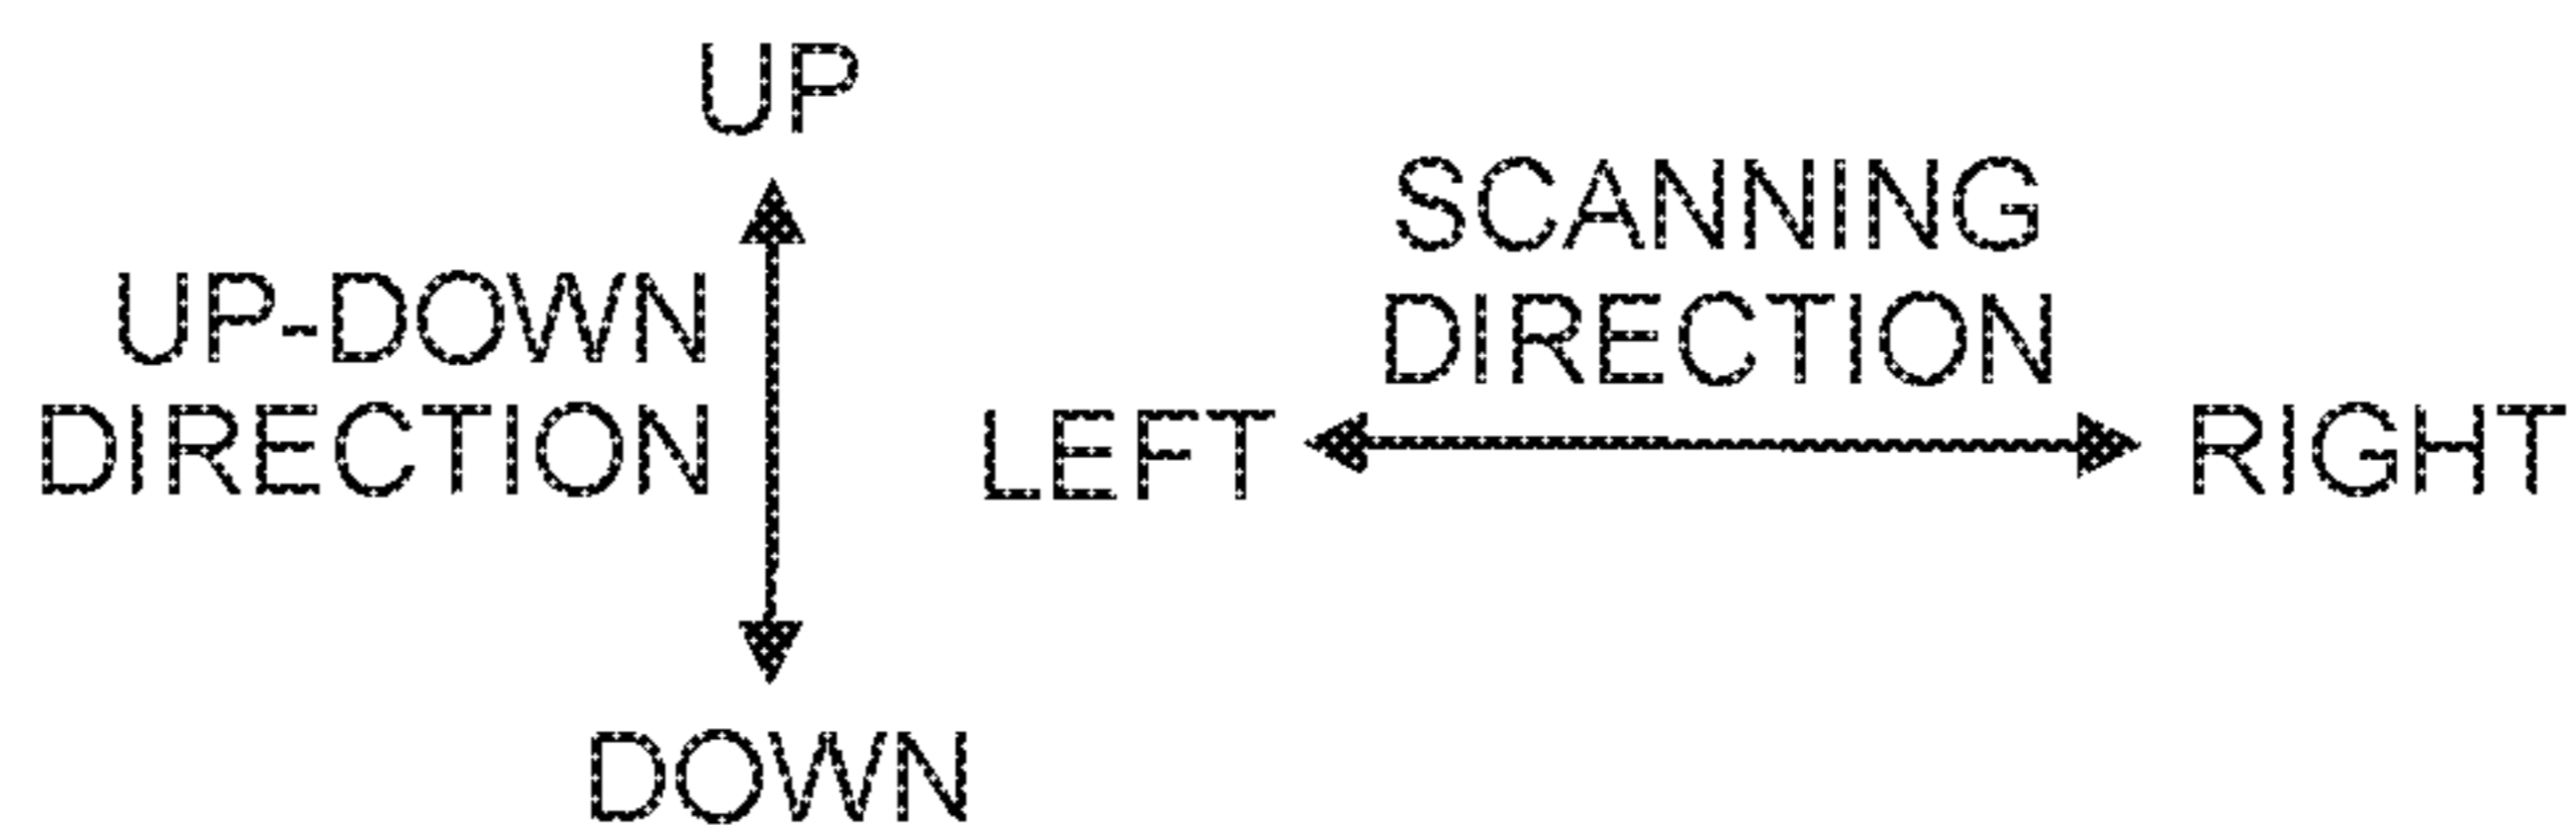 UP
UP-DOWN
DIRECTION
DOWN
SCANNING
DIRECTION
LEFT
RIGHT